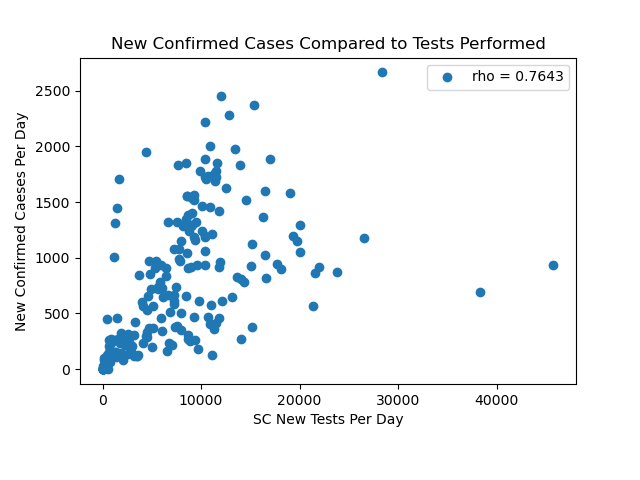 New Confirmed Cases Compared to Tests Performed
rho = 0.7643
2500
2000
1500
1000
500
0
New Confirmed Caeses Per Day
0 10000 20000 30000 40000
SC New Tests Per Day